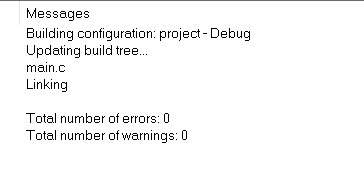 Messages
Building configuration: project - Debug
Updating build tree...
main.c
Linking
Total number of errors: 0
Total number of warnings: 0